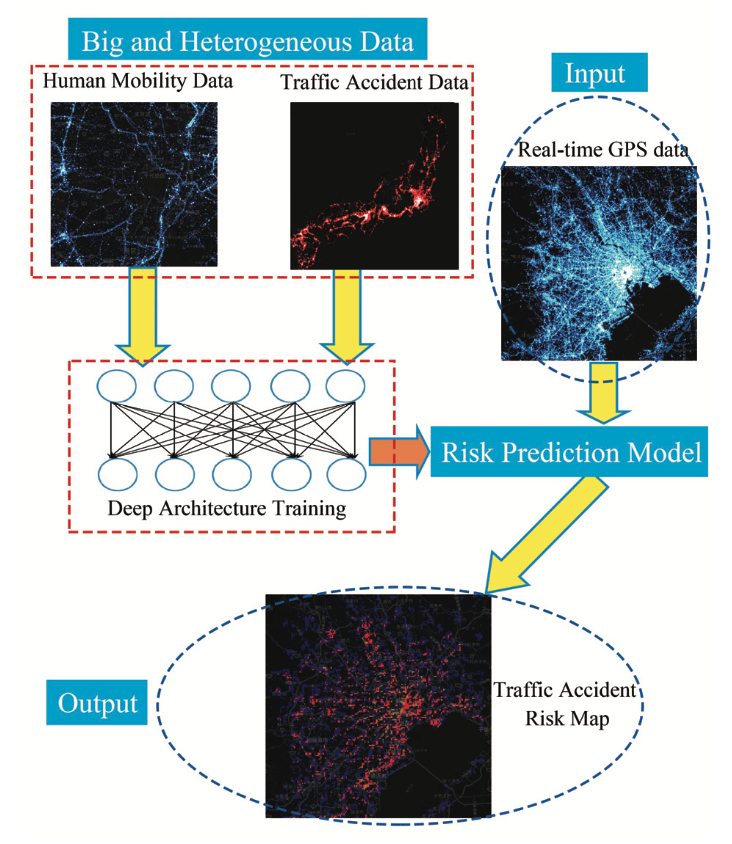 Big and Heterogeneous Data
Human Mobility Data
Traffic Accident Data
Input
Real-time GPS data
Deep Architecture Training
Risk Prediction Model
Output
Traffic Accident
Risk Map